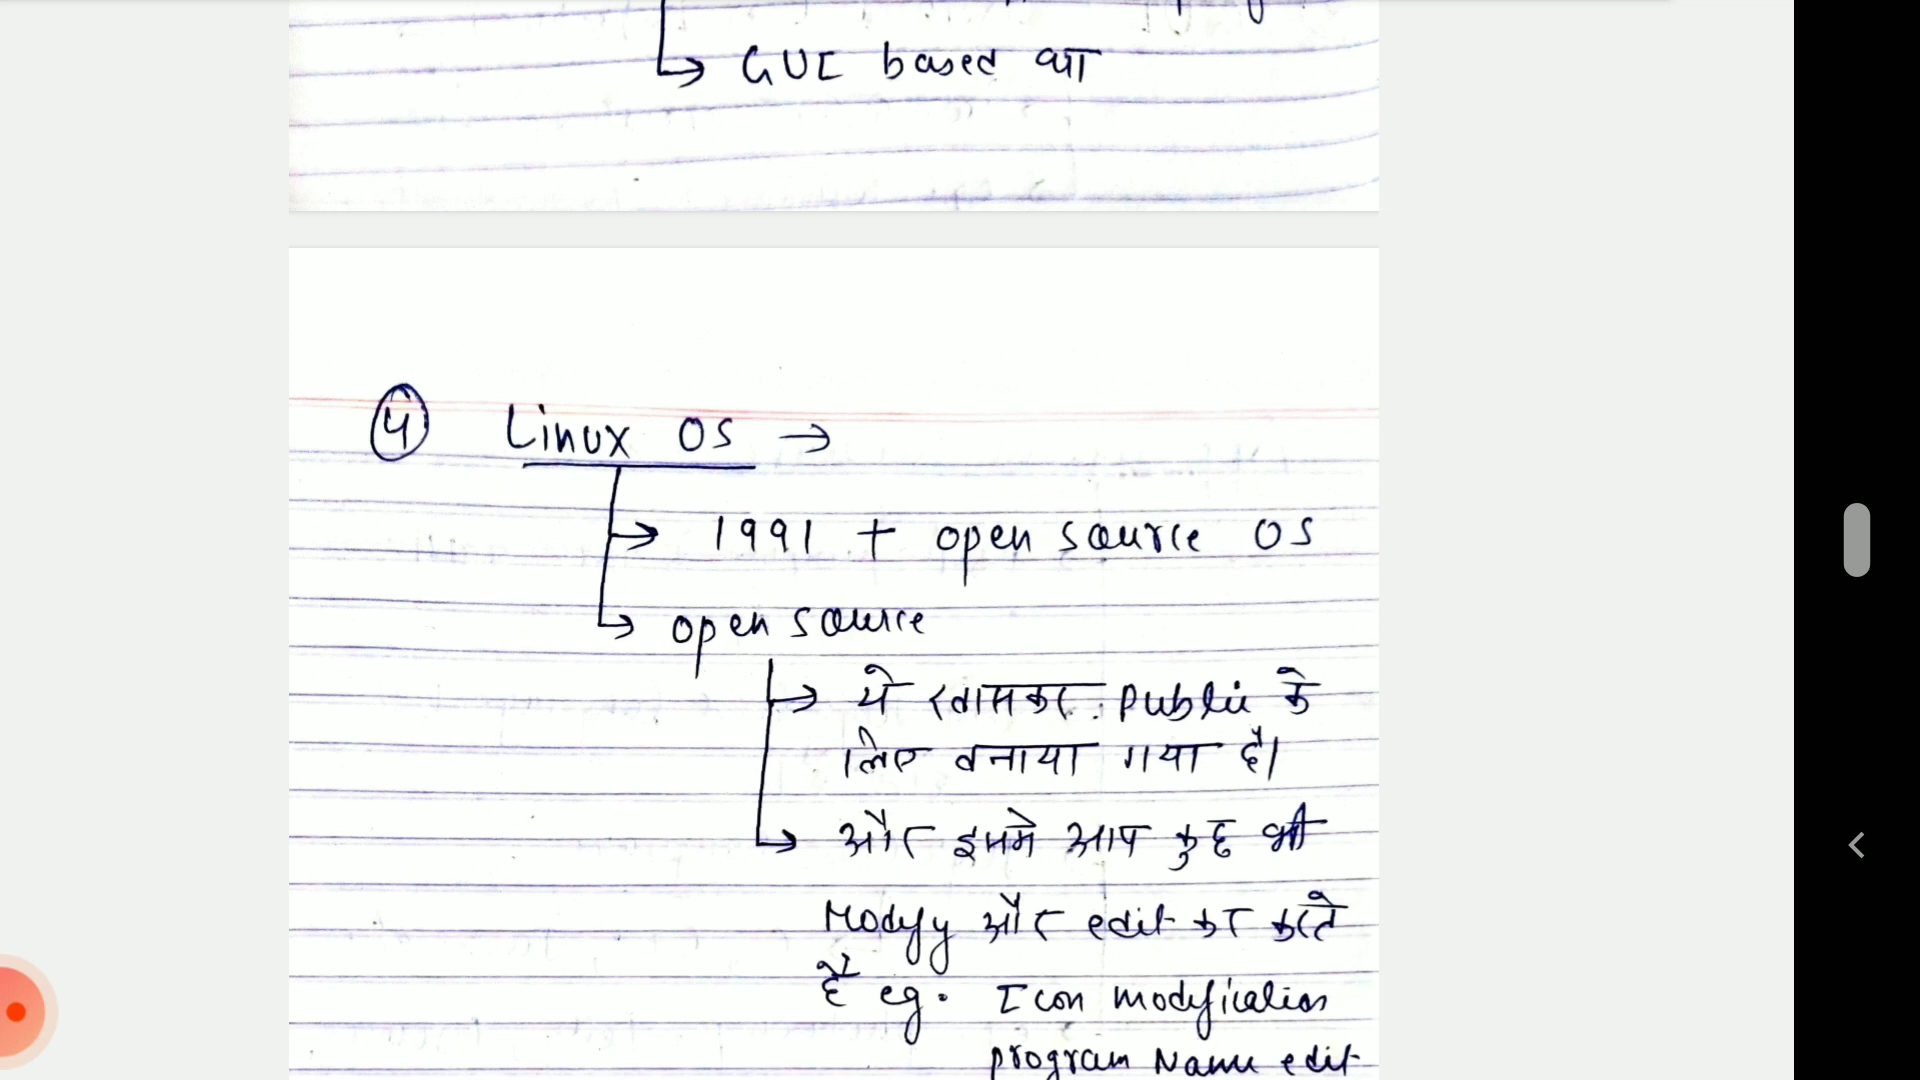 GUI based था
4 Linux OS →
→ 1991 + open source OS
→ open source
→ ये खासकर public के
लिए बनाया गया है।
→ और इसमे आप कुछ भी
Modify और edit कर करते
हैं eg. Icon modification
program Name edit